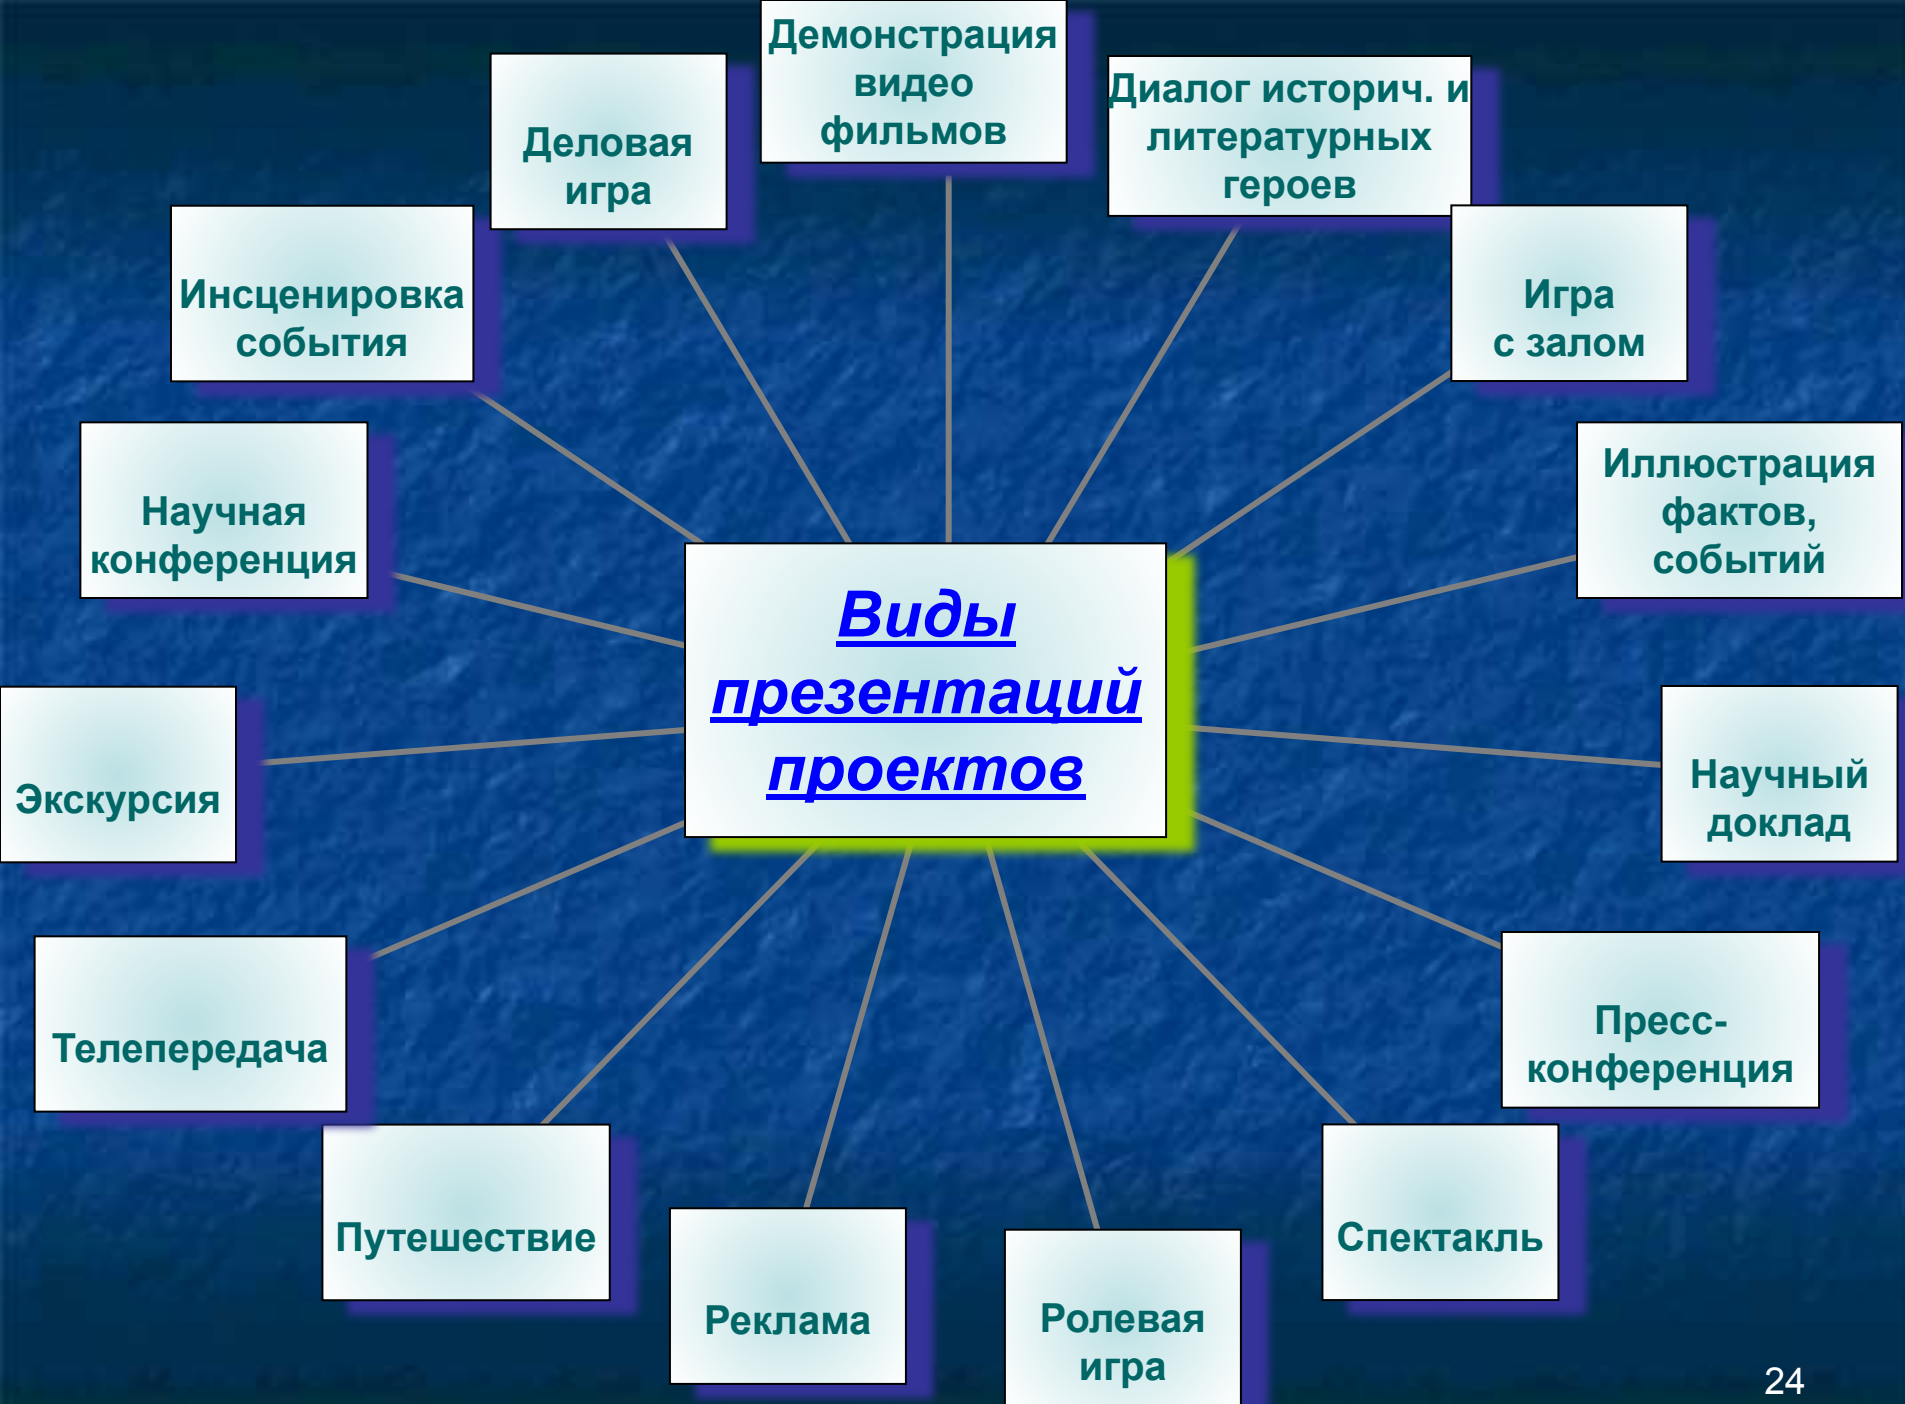 Демонстрация
видео
фильмов
Диалог историч. и
литературных
героев
Деловая
игра
Игра
с залом
Инсценировка
события
Иллюстрация
фактов,
событий
Научная
конференция
Виды
презентаций
проектов
Научный
доклад
Экскурсия
Пресс-
конференция
Телепередача
Спектакль
Путешествие
Ролевая
игра
Реклама
24